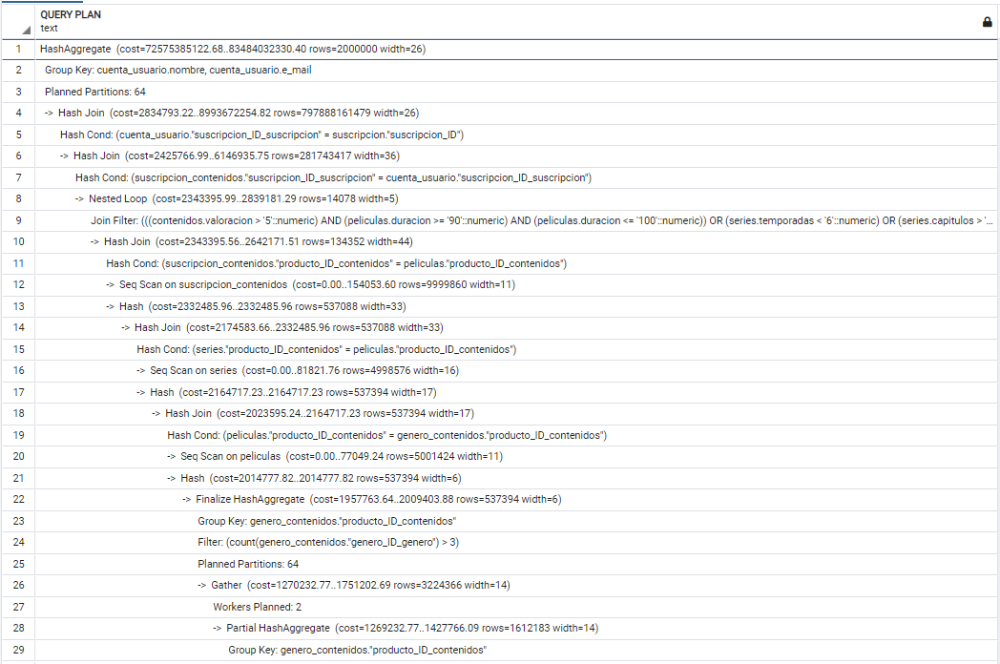 QUERY PLAN
text
1 HashAggregate (cost=72575385122.68..83484032330.40 rows=2000000 width=26)
2 Group Key: cuenta_usuario.nombre, cuenta_usuario.e_mail
3 Planned Partitions: 64
4 -> Hash Join (cost=2834793.22..8993672254.82 rows=797888161479 width=26)
5 Hash Cond: (cuenta_usuario."suscripcion_ID_suscripcion" = suscripcion."suscripcion_ID")
6 -> Hash Join (cost=2425766.99..6146935.75 rows=281743417 width=36)
7 Hash Cond: (suscripcion_contenidos."suscripcion_ID_suscripcion" = cuenta_usuario."suscripcion_ID_suscripcion")
8 -> Nested Loop (cost=2343395.99..2839181.29 rows=14078 width=5)
9 Join Filter: (((contenidos.valoracion > '5'::numeric) AND (peliculas.duracion >= '90'::numeric) AND (peliculas.duracion <= '100'::numeric)) OR (series.temporadas < '6'::numeric) OR (series.capitulos > '...
10 -> Hash Join (cost=2343395.56..2642171.51 rows=134352 width=44)
11 Hash Cond: (suscripcion_contenidos."producto_ID_contenidos" = peliculas."producto_ID_contenidos")
12 -> Seq Scan on suscripcion_contenidos (cost=0.00..154053.60 rows=9999860 width=11)
13 -> Hash (cost=2332485.96..2332485.96 rows=537088 width=33)
14 -> Hash Join (cost=2174583.66..2332485.96 rows=537088 width=33)
15 Hash Cond: (series."producto_ID_contenidos" = peliculas."producto_ID_contenidos")
16 -> Seq Scan on series (cost=0.00..81821.76 rows=4998576 width=16)
17 -> Hash (cost=2164717.23..2164717.23 rows=537394 width=17)
18 -> Hash Join (cost=2023595.24..2164717.23 rows=537394 width=17)
19 Hash Cond: (peliculas."producto_ID_contenidos" = genero_contenidos."producto_ID_contenidos")
20 -> Seq Scan on peliculas (cost=0.00..77049.24 rows=5001424 width=11)
21 -> Hash (cost=2014777.82..2014777.82 rows=537394 width=6)
22 -> Finalize HashAggregate (cost=1957763.64..2009403.88 rows=537394 width=6)
23 Group Key: genero_contenidos."producto_ID_contenidos"
24 Filter: (count(genero_contenidos."genero_ID_genero") > 3)
25 Planned Partitions: 64
26 -> Gather (cost=1270232.77..1751202.69 rows=3224366 width=14)
27 Workers Planned: 2
28 -> Partial HashAggregate (cost=1269232.77..1427766.09 rows=1612183 width=14)
29 Group Key: genero_contenidos."producto_ID_contenidos"